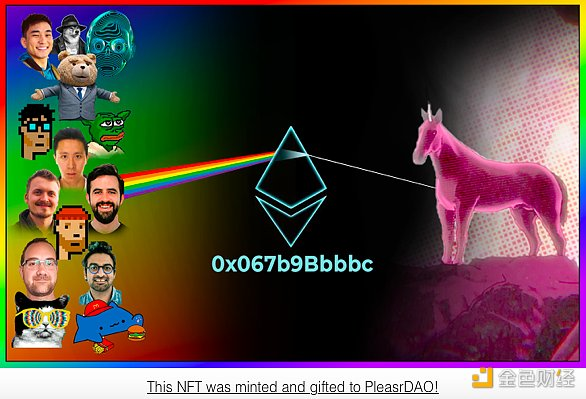 0x067b9Bbbbc
This NFT was minted and gifted to PleasrDAO!
金色财经